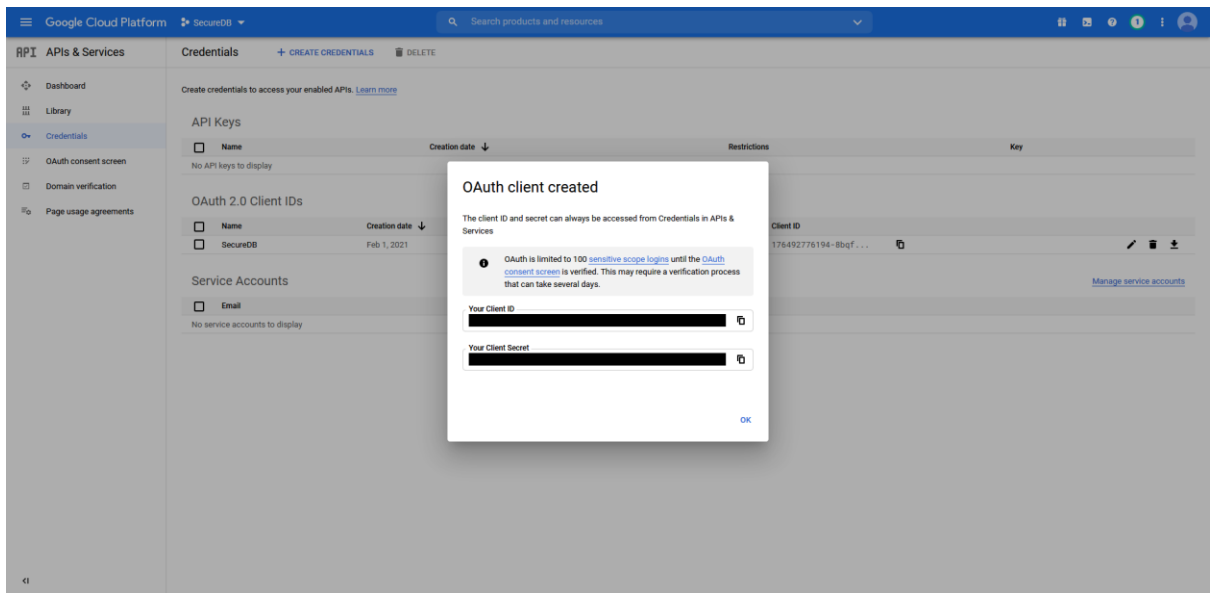 Google Cloud Platform SecureDB Search products and resources 1
API APIs & Services Credentials + CREATE CREDENTIALS DELETE
Dashboard
Library
Credentials
OAuth consent screen
Domain verification
Page usage agreements
Create credentials to access your enabled APIs. Learn more
API Keys
Name Creation date Restrictions Key
No API keys to display
OAuth 2.0 Client IDs
Name Creation date Client ID
SecureDB Feb 1, 2021 176492776194-8bqf...
Service Accounts Manage service accounts
Email
No service accounts to display
OAuth client created
The client ID and secret can always be accessed from Credentials in APIs &
Services
OAuth is limited to 100 sensitive scope logins until the OAuth
consent screen is verified. This may require a verification process
that can take several days.
Your Client ID
Your Client Secret
OK